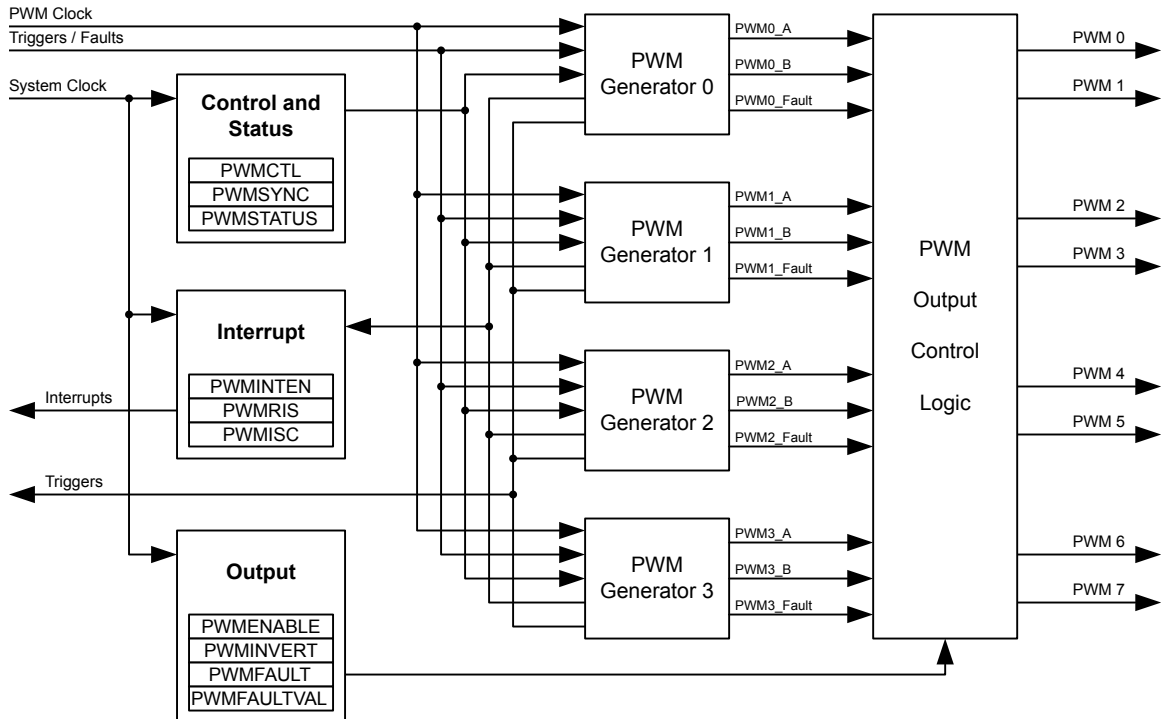 PWM Clock
Triggers / Faults
System Clock
Control and
Status
PWMCTL
PWMSYNC
PWMSTATUS
Interrupt
PWMINTEN
PWMRIS
PWMISC
Interrupts
Triggers
Output
PWMENABLE
PWMINVERT
PWMFAULT
PWMFAULTVAL
PWM
Generator 0
PWM0_A
PWM0_B
PWM0_Fault
PWM
Generator 1
PWM1_A
PWM1_B
PWM1_Fault
PWM
Generator 2
PWM2_A
PWM2_B
PWM2_Fault
PWM
Generator 3
PWM3_A
PWM3_B
PWM3_Fault
PWM
Output
Control
Logic
PWM 0
PWM 1
PWM 2
PWM 3
PWM 4
PWM 5
PWM 6
PWM 7